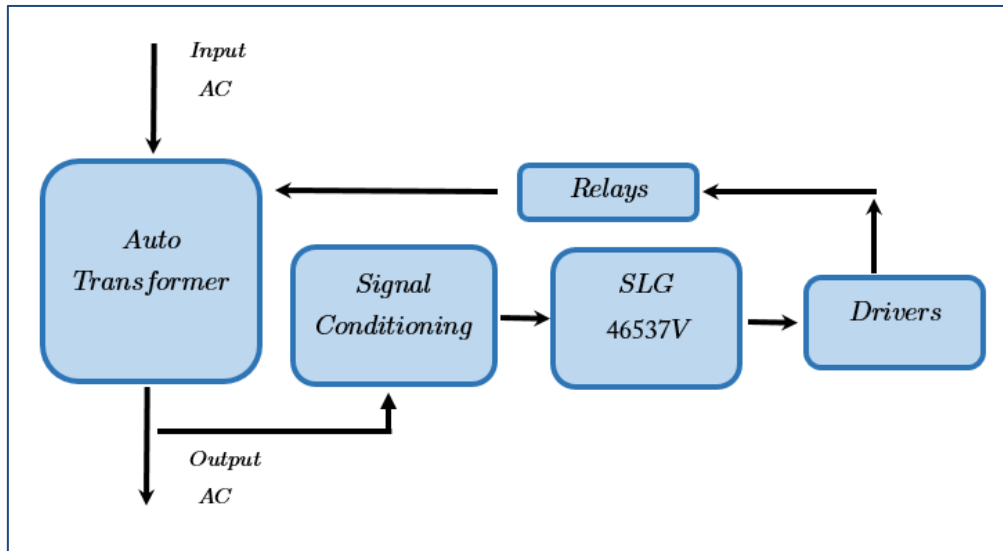 Input
AC
Relays
Auto
Transformer
Signal
Conditioning
SLG
46537V
Drivers
Output
AC